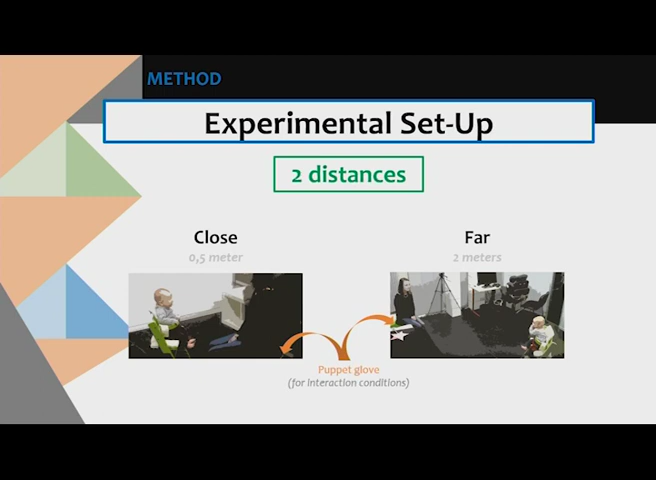 METHOD
Experimental Set-Up
2 distances
Close
0,5 meter
Far
2 meters
Puppet glove
(for interaction conditions)